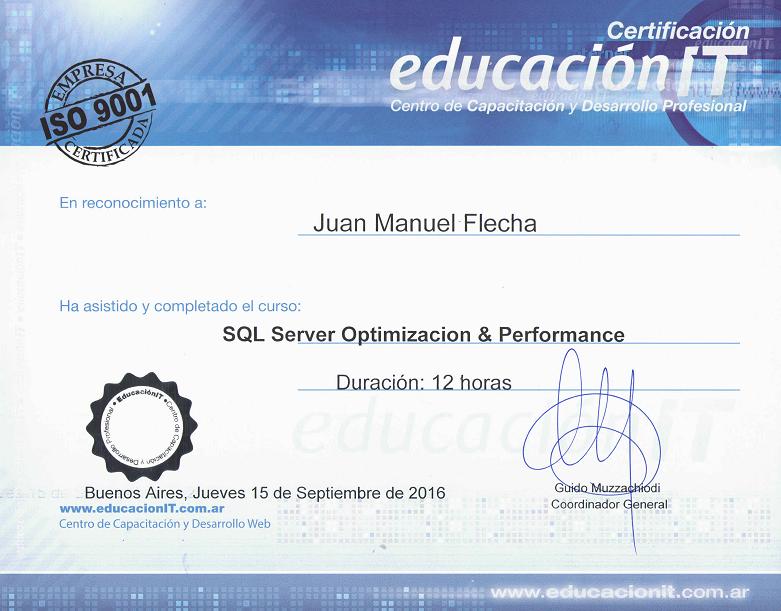 Certificación
educaciónIT
Centro de Capacitación y Desarrollo Profesional
EMPRESA
ISO 9001
CERTIFICADA
En reconocimiento a:
Juan Manuel Flecha
Ha asistido y completado el curso:
SQL Server Optimizacion & Performance
Duración: 12 horas
educaciónIT
• EducaciónIT • Centro de Capacitación y Desarrollo Profesional
Buenos Aires, Jueves 15 de Septiembre de 2016
Guido Muzzachiodi
www.educacionIT.com.ar
Coordinador General
Centro de Capacitación y Desarrollo Web
www.educacionit.com.ar